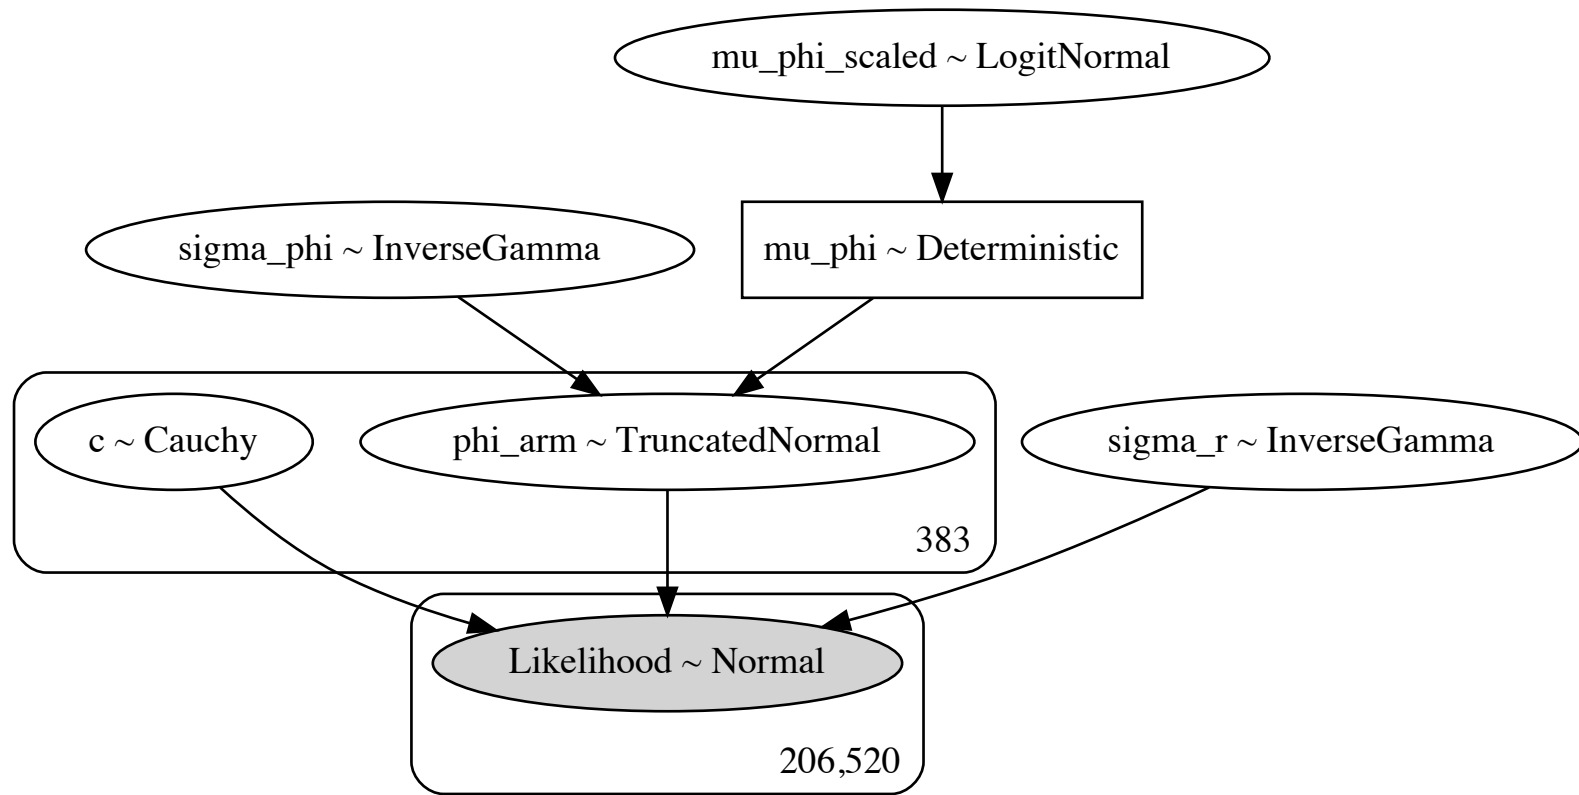 mu_phi_scaled ~ LogitNormal
sigma_phi ~ InverseGamma
mu_phi ~ Deterministic
c ~ Cauchy
phi_arm ~ TruncatedNormal
sigma_r ~ InverseGamma
383
Likelihood ~ Normal
206,520